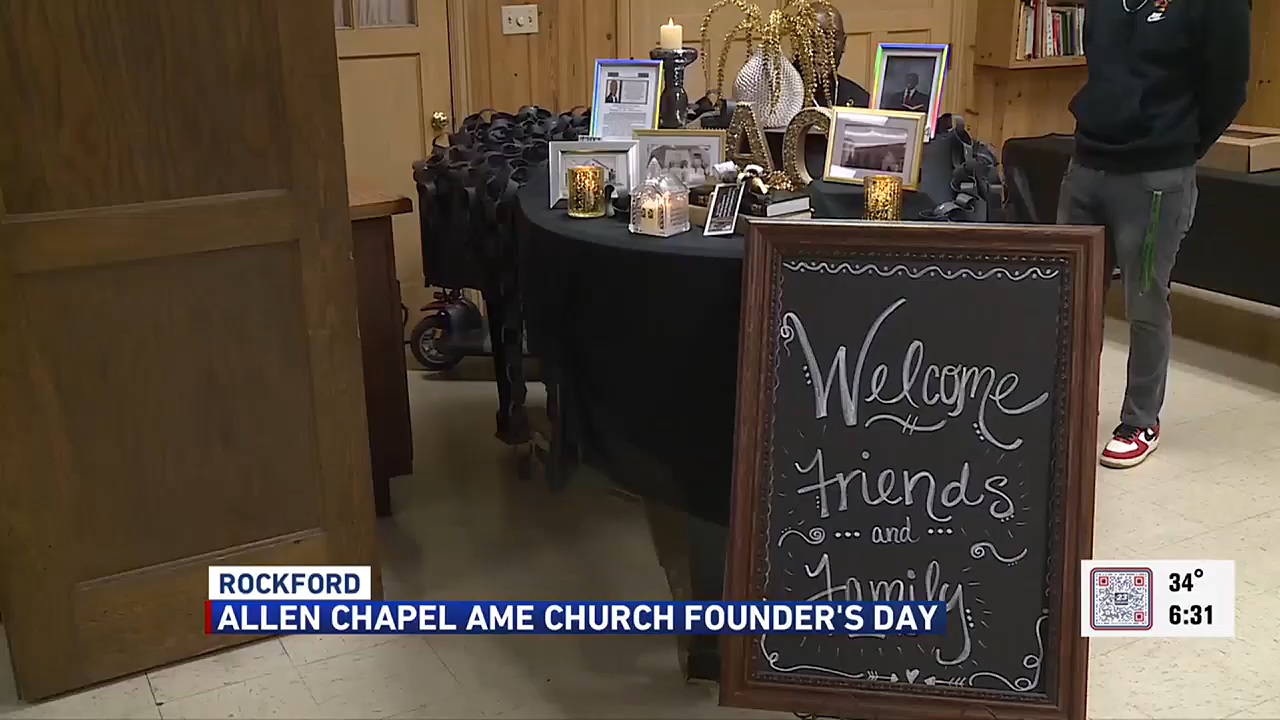 AC
Welcome
Friends
and
Family
ROCKFORD
ALLEN CHAPEL AME CHURCH FOUNDER'S DAY
34°
6:31